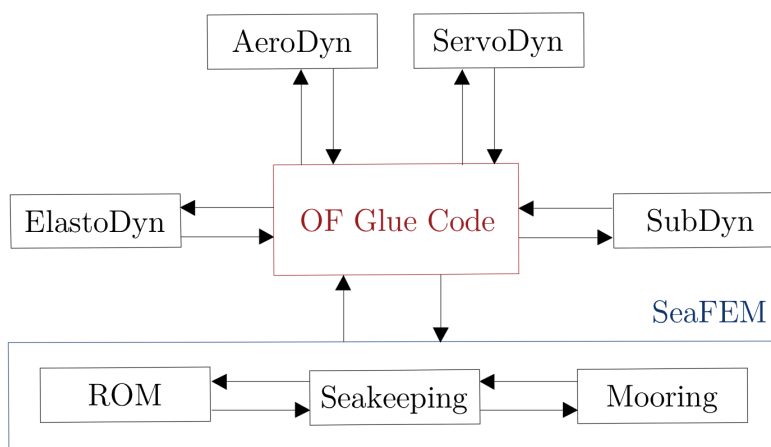 AeroDyn
ServoDyn
ElastoDyn
OF Glue Code
SubDyn
SeaFEM
ROM
Seakeeping
Mooring